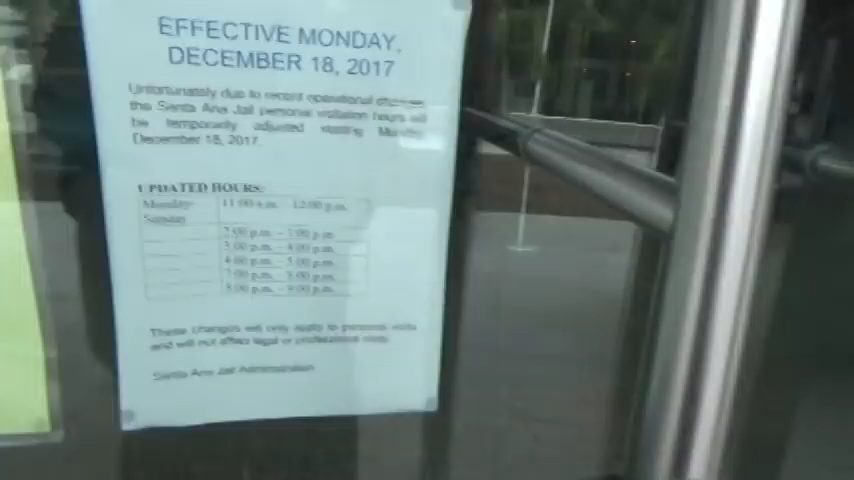 EFFECTIVE MONDAY,
DECEMBER 18, 2017
Unfortunately due to recent operational changes
the Santa Ana Jail personal visitation hours will
be temporarily adjusted starting Monday
December 18, 2017.
UPDATED HOURS:
Monday- 11:00 a.m. 12:00 p.m.
Sunday
2:00 p.m. -
3:00 p.m. - 4:00 p.m.
4:00 p.m. - 5:00 p.m.
7:00 p.m. - 8:00 p.m.
8:00 p.m. - 9:00 p.m.
These changes will only apply to personal visits
and will not affect legal or professional visits.
Santa Ana Jail Administration